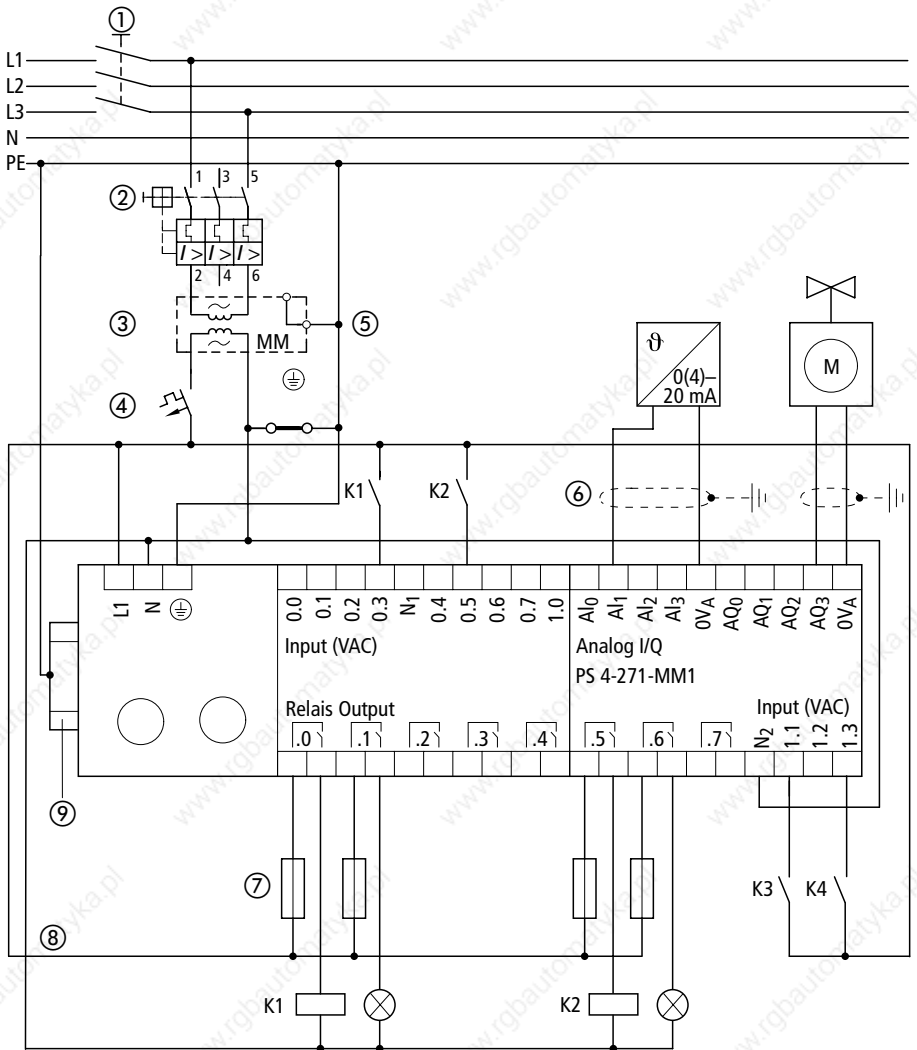 ①
L1
L2
L3
N
PE
②
1 3 5
I > I > I >
2 4 6
③
MM
⑤
④
ϑ
0(4)–
20 mA
M
K1
K2
⑥
L1
N
0.0
0.1
0.2
0.3
N1
0.4
0.5
0.6
0.7
1.0
AI0
AI1
AI2
AI3
0VA
AQ0
AQ1
AQ2
AQ3
0VA
Input (VAC)
Analog I/Q
PS 4-271-MM1
Relais Output
Input (VAC)
.0
.1
.2
.3
.4
.5
.6
.7
N2
1.1
1.2
1.3
⑨
⑦
K3
K4
⑧
K1
K2
www.rgbautomatyka.pl